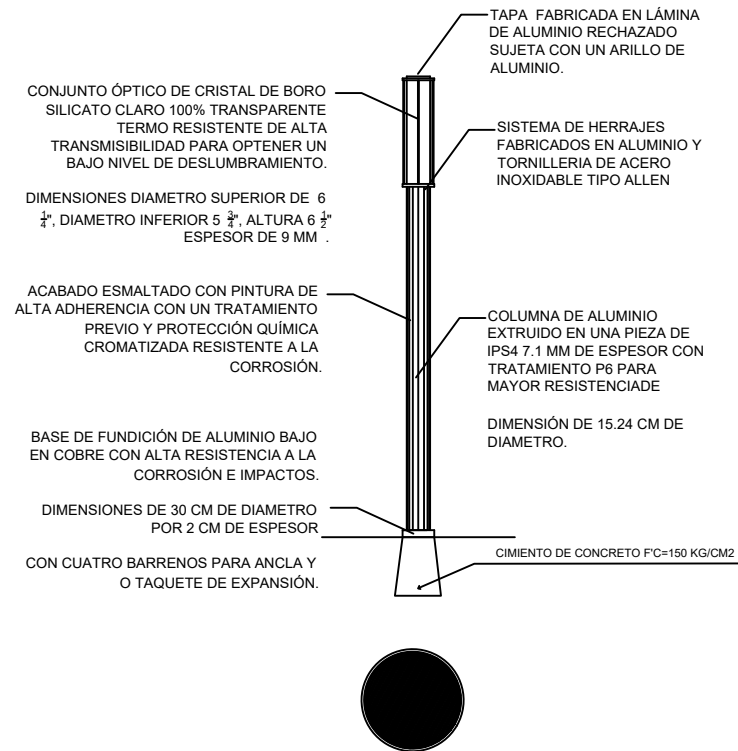 TAPA FABRICADA EN LÁMINA
DE ALUMINIO RECHAZADO
SUJETA CON UN ARILLO DE
ALUMINIO.
CONJUNTO ÓPTICO DE CRISTAL DE BORO
SILICATO CLARO 100% TRANSPARENTE
TERMO RESISTENTE DE ALTA
TRANSMISIBILIDAD PARA OPTENER UN
BAJO NIVEL DE DESLUMBRAMIENTO.
DIMENSIONES DIAMETRO SUPERIOR DE 6
1/4", DIAMETRO INFERIOR 5 3/4", ALTURA 6 1/2"
ESPESOR DE 9 MM .
SISTEMA DE HERRAJES
FABRICADOS EN ALUMINIO Y
TORNILLERIA DE ACERO
INOXIDABLE TIPO ALLEN
ACABADO ESMALTADO CON PINTURA DE
ALTA ADHERENCIA CON UN TRATAMIENTO
PREVIO Y PROTECCIÓN QUÍMICA
CROMATIZADA RESISTENTE A LA
CORROSIÓN.
COLUMNA DE ALUMINIO
EXTRUIDO EN UNA PIEZA DE
IPS4 7.1 MM DE ESPESOR CON
TRATAMIENTO P6 PARA
MAYOR RESISTENCIADE
DIMENSIÓN DE 15.24 CM DE
DIAMETRO.
BASE DE FUNDICIÓN DE ALUMINIO BAJO
EN COBRE CON ALTA RESISTENCIA A LA
CORROSIÓN E IMPACTOS.
DIMENSIONES DE 30 CM DE DIAMETRO
POR 2 CM DE ESPESOR
CON CUATRO BARRENOS PARA ANCLA Y
O TAQUETE DE EXPANSIÓN.
CIMIENTO DE CONCRETO F'C=150 KG/CM2